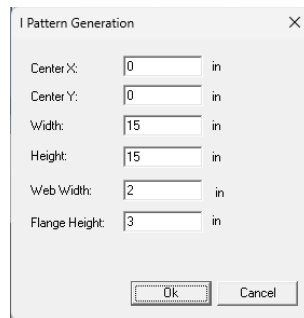 I Pattern Generation
Center X: 0 in
Center Y: 0 in
Width: 15 in
Height: 15 in
Web Width: 2 in
Flange Height: 3 in
Ok Cancel